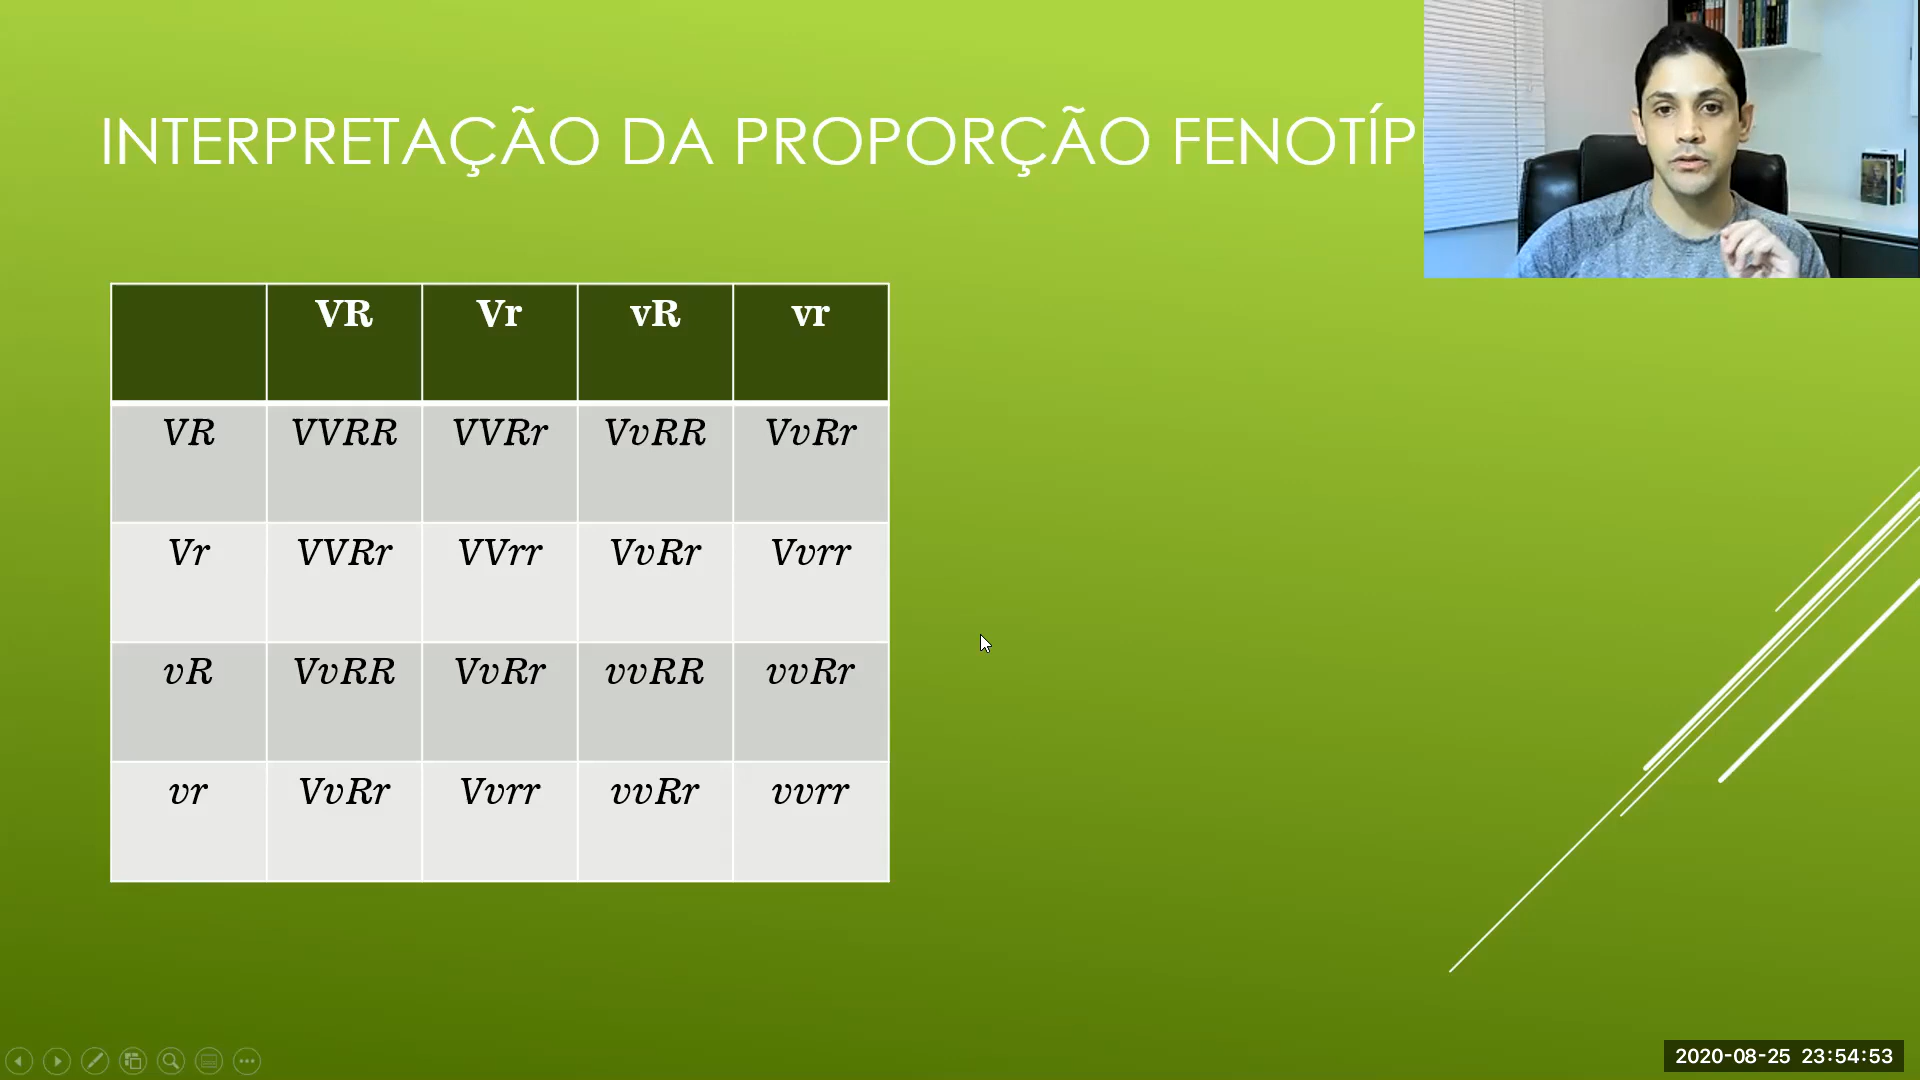 INTERPRETAÇÃO DA PROPORÇÃO FENOTÍP
VR Vr vR vr
VR VVRR VVRr VvRR VvRr
Vr VVRr VVrr VvRr Vvrr
vR VvRR VvRr vvRR vvRr
vr VvRr Vvrr vvRr vvrr
2020-08-25 23:54:53